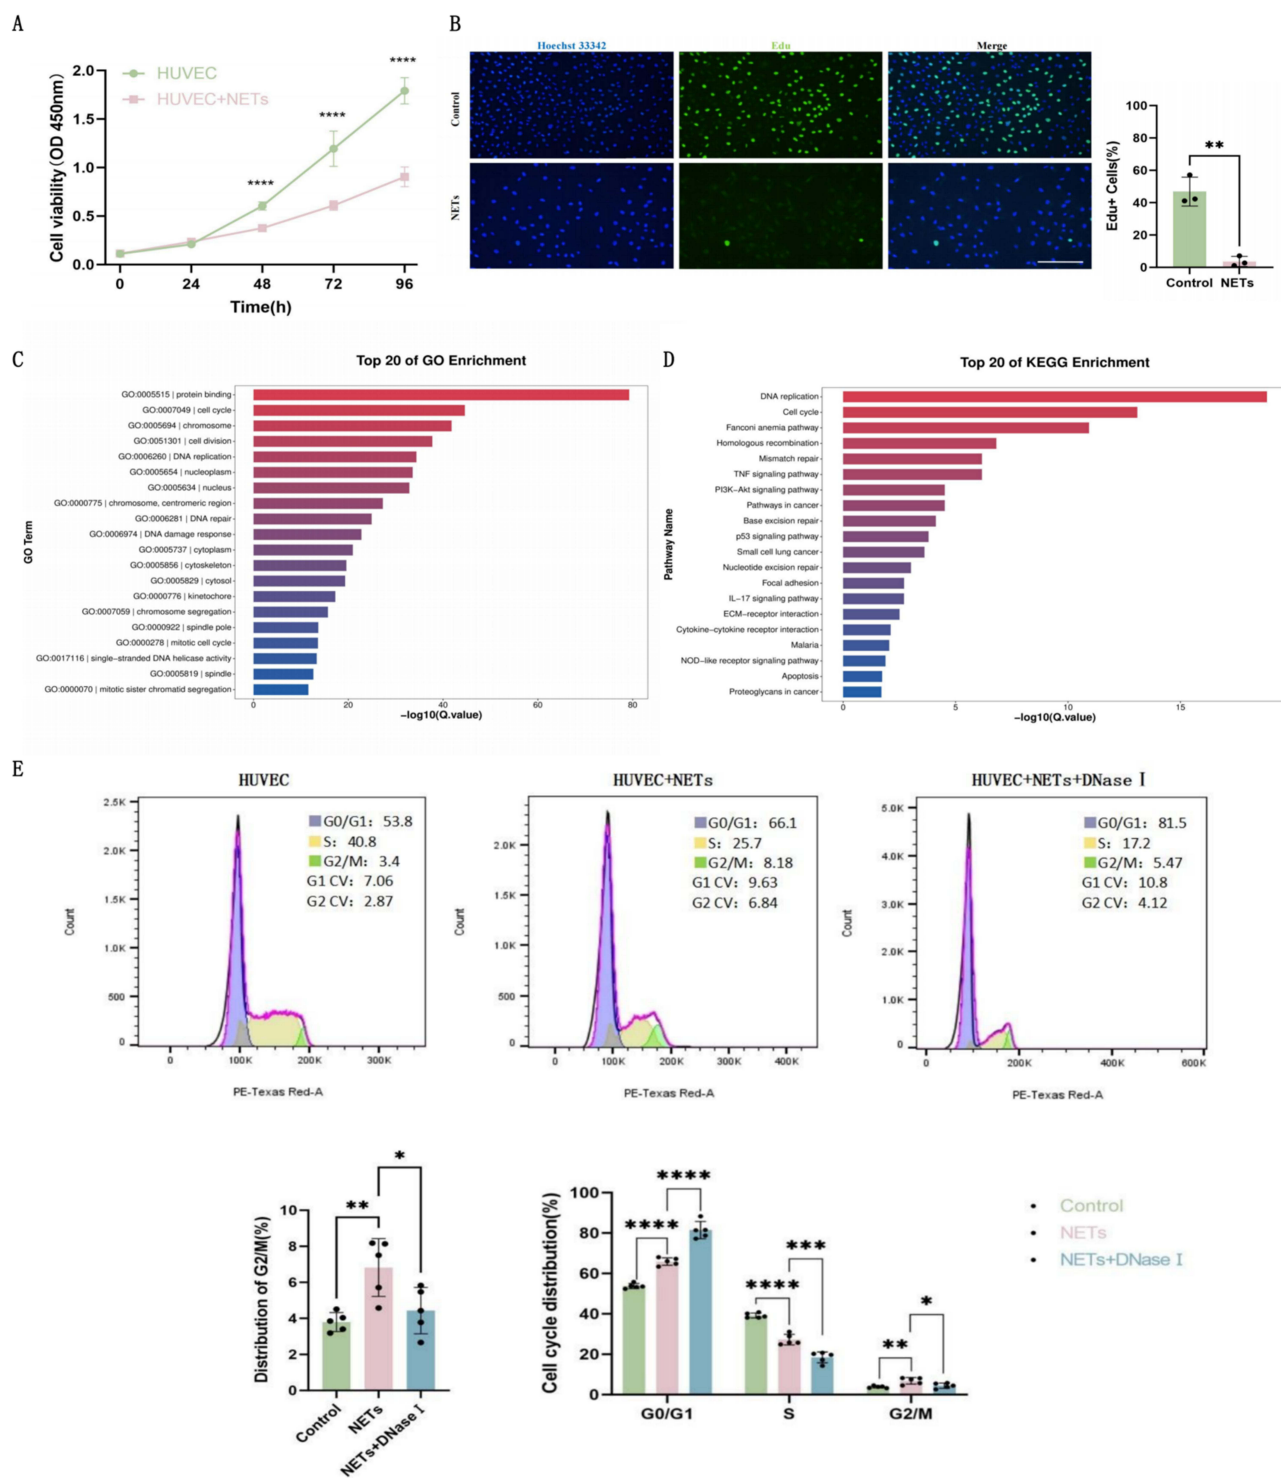 A
HUVEC
HUVEC+NETs
****
****
****
2.0
1.5
1.0
0.5
0.0
Cell viability(OD 450nm)
0 24 48 72 96
Time(h)
B
Hoechst 33342 Edu Merge
Control
NETs
100
80
60
40
20
0
Edu+ Cells(%)
**
Control NETs
C
Top 20 of GO Enrichment
GO Term
GO:0005515 | protein binding
GO:0007049 | cell cycle
GO:0005694 | chromosome
GO:0051301 | cell division
GO:0006260 | DNA replication
GO:0005654 | nucleoplasm
GO:0005634 | nucleus
GO:0000775 | chromosome, centromeric region
GO:0006281 | DNA repair
GO:0006974 | DNA damage response
GO:0005737 | cytoplasm
GO:0005856 | cytoskeleton
GO:0005829 | cytosol
GO:0000776 | kinetochore
GO:0007059 | chromosome segregation
GO:0000922 | spindle pole
GO:0000278 | mitotic cell cycle
GO:0017116 | single-stranded DNA helicase activity
GO:0005819 | spindle
GO:0000070 | mitotic sister chromatid segregation
0 20 40 60 80
-log10(Q.value)
D
Top 20 of KEGG Enrichment
Pathway Name
DNA replication
Cell cycle
Fanconi anemia pathway
Homologous recombination
Mismatch repair
TNF signaling pathway
PI3K-Akt signaling pathway
Pathways in cancer
Base excision repair
p53 signaling pathway
Small cell lung cancer
Nucleotide excision repair
Focal adhesion
IL-17 signaling pathway
ECM-receptor interaction
Cytokine-cytokine receptor interaction
Malaria
NOD-like receptor signaling pathway
Apoptosis
Proteoglycans in cancer
0 5 10 15
-log10(Q.value)
E
HUVEC
2.5K
2.0K
1.5K
1.0K
500
0
Count
G0/G1: 53.8
S: 40.8
G2/M: 3.4
G1 CV: 7.06
G2 CV: 2.87
0 100K 200K 300K
PE-Texas Red-A
HUVEC+NETs
2.0K
1.5K
1.0K
500
0
Count
G0/G1: 66.1
S: 25.7
G2/M: 8.18
G1 CV: 9.63
G2 CV: 6.84
0 100K 200K 300K 400K
PE-Texas Red-A
HUVEC+NETs+DNase Ⅰ
5.0K
4.0K
3.0K
2.0K
1.0K
0
Count
G0/G1: 81.5
S: 17.2
G2/M: 5.47
G1 CV: 10.8
G2 CV: 4.12
0 200K 400K 600K
PE-Texas Red-A
10
8
6
4
2
0
Distribution of G2/M(%)
**
*
Control
NETs
NETs+DNase Ⅰ
100
80
60
40
20
0
Cell cycle distribution(%)
****
****
****
***
**
*
G0/G1 S G2/M
Control
NETs
NETs+DNase Ⅰ